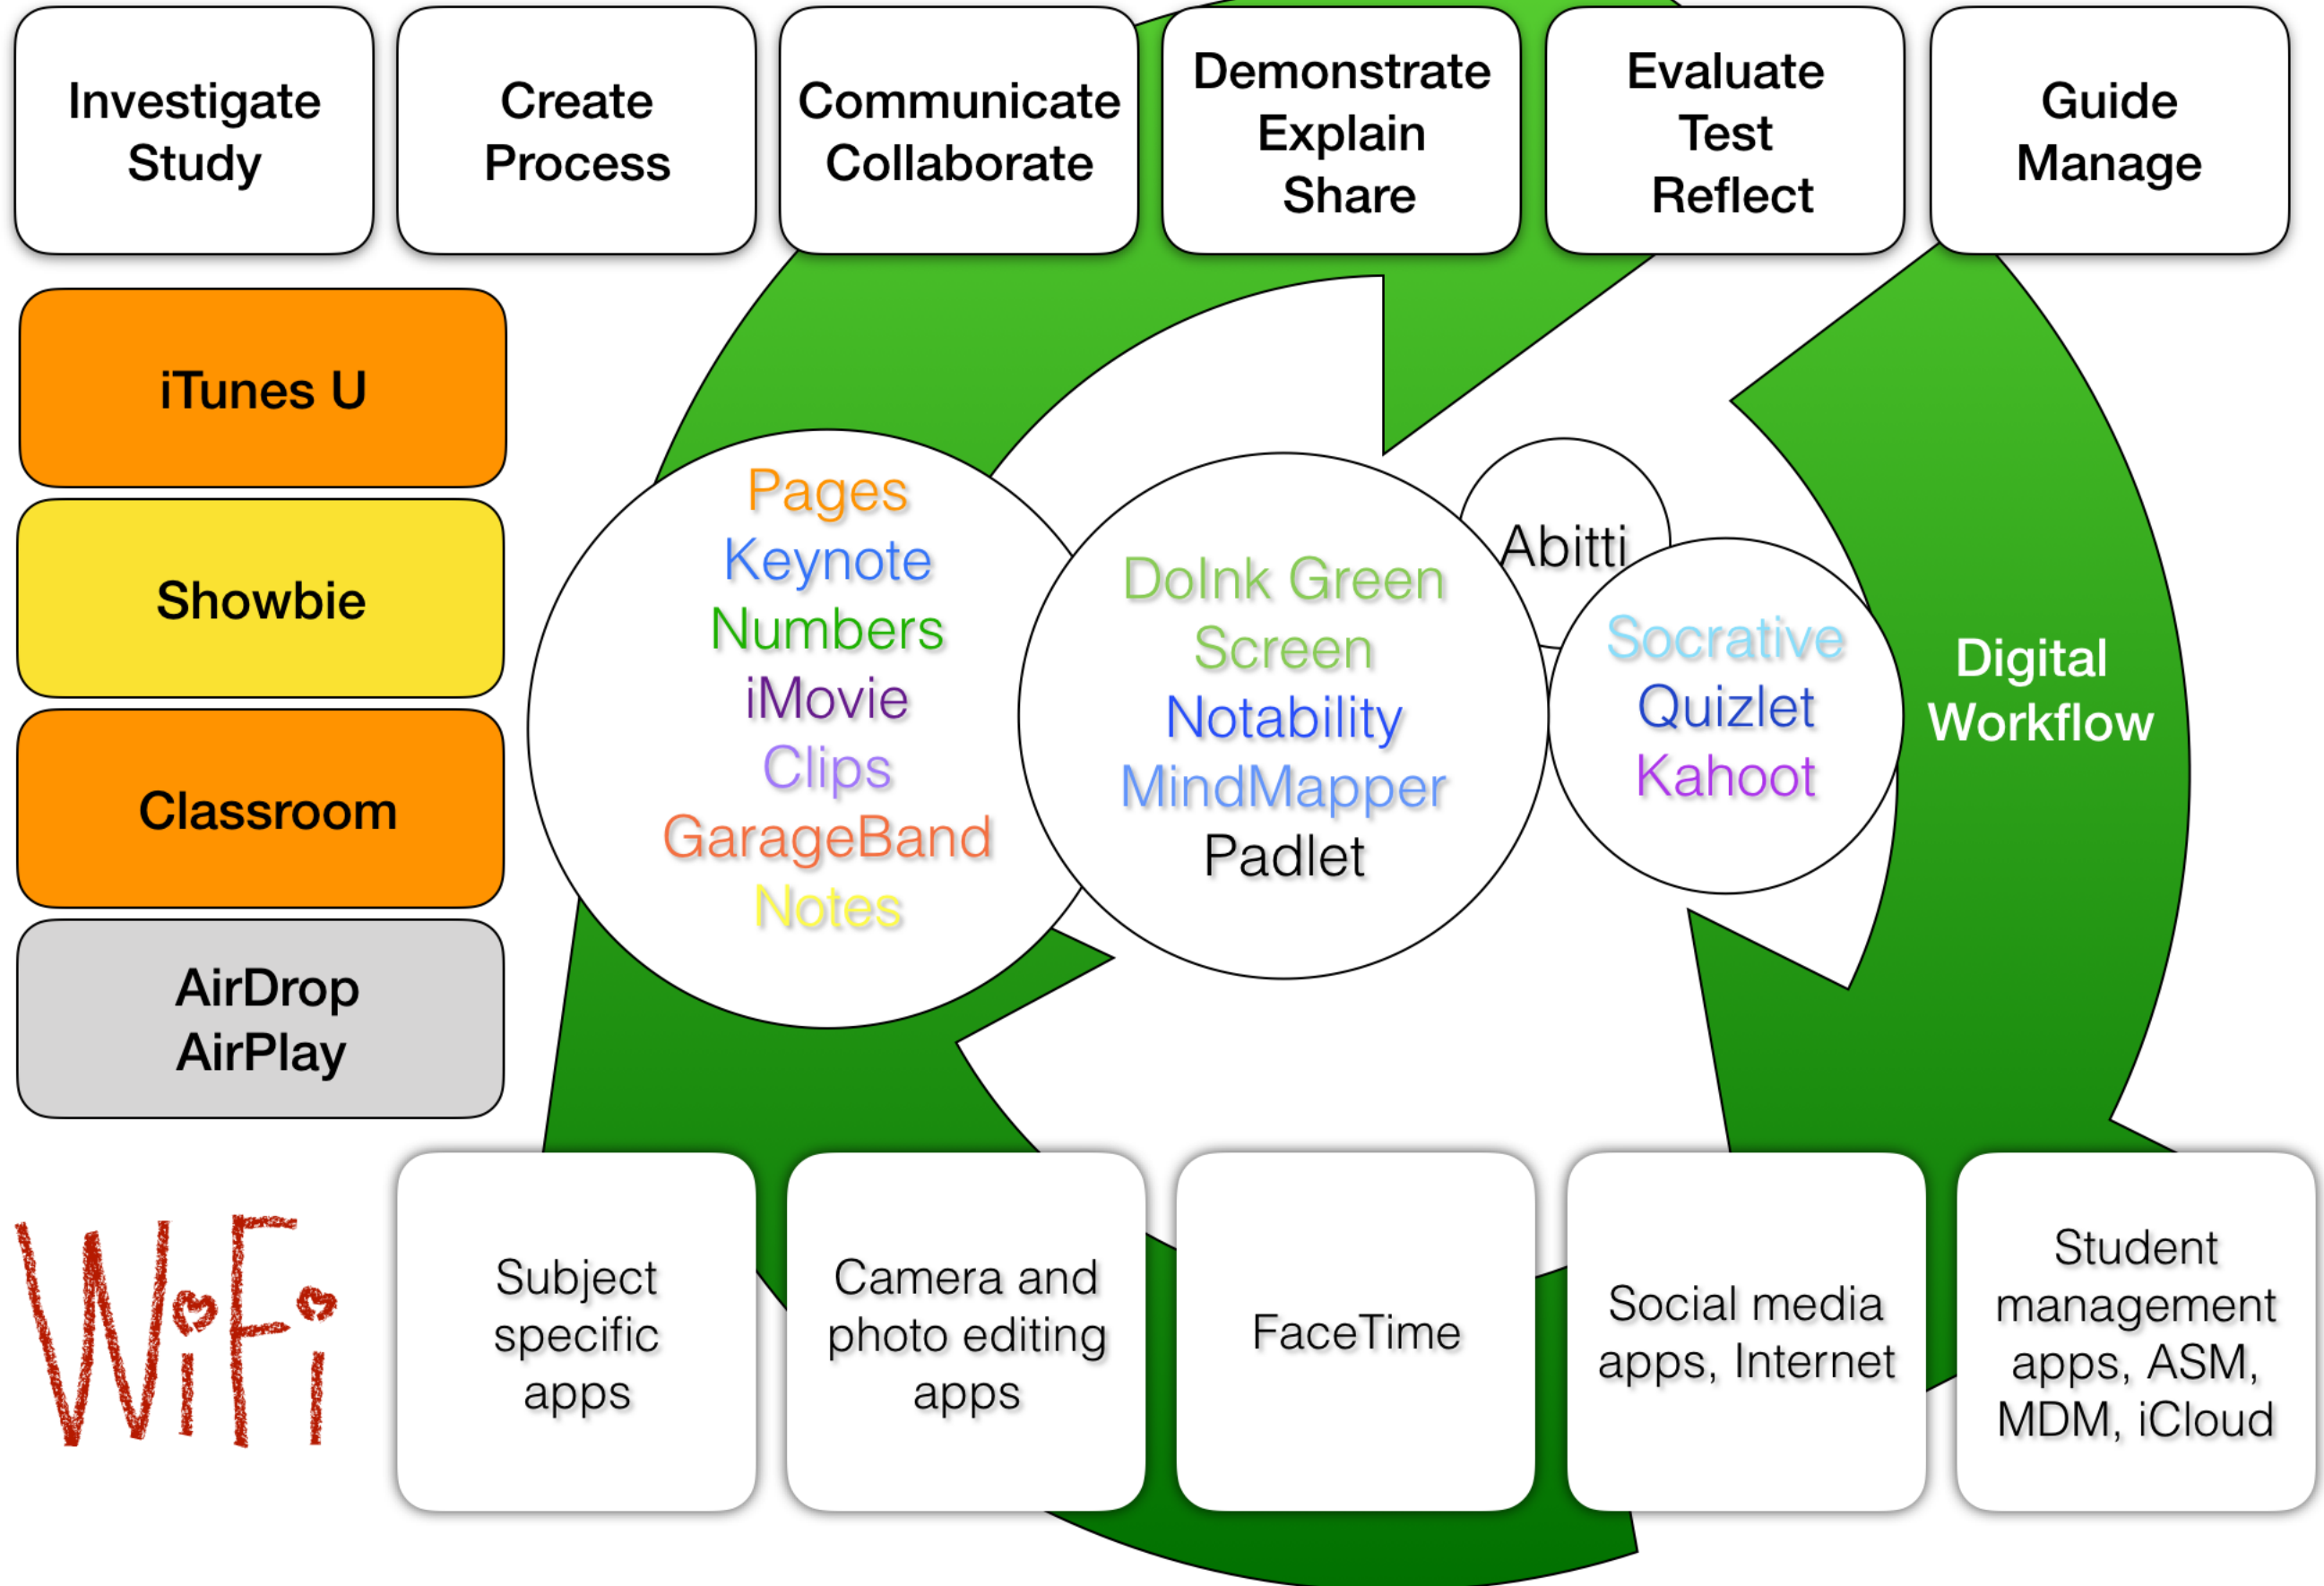 Investigate
Study
Create
Process
Communicate
Collaborate
Demonstrate
Explain
Share
Evaluate
Test
Reflect
Guide
Manage
iTunes U
Showbie
Classroom
AirDrop
AirPlay
Pages
Keynote
Numbers
iMovie
Clips
GarageBand
Notes
DoInk Green
Screen
Notability
MindMapper
Padlet
Abitti
Socrative
Quizlet
Kahoot
Digital
Workflow
WiFi
Subject
specific
apps
Camera and
photo editing
apps
FaceTime
Social media
apps, Internet
Student
management
apps, ASM,
MDM, iCloud